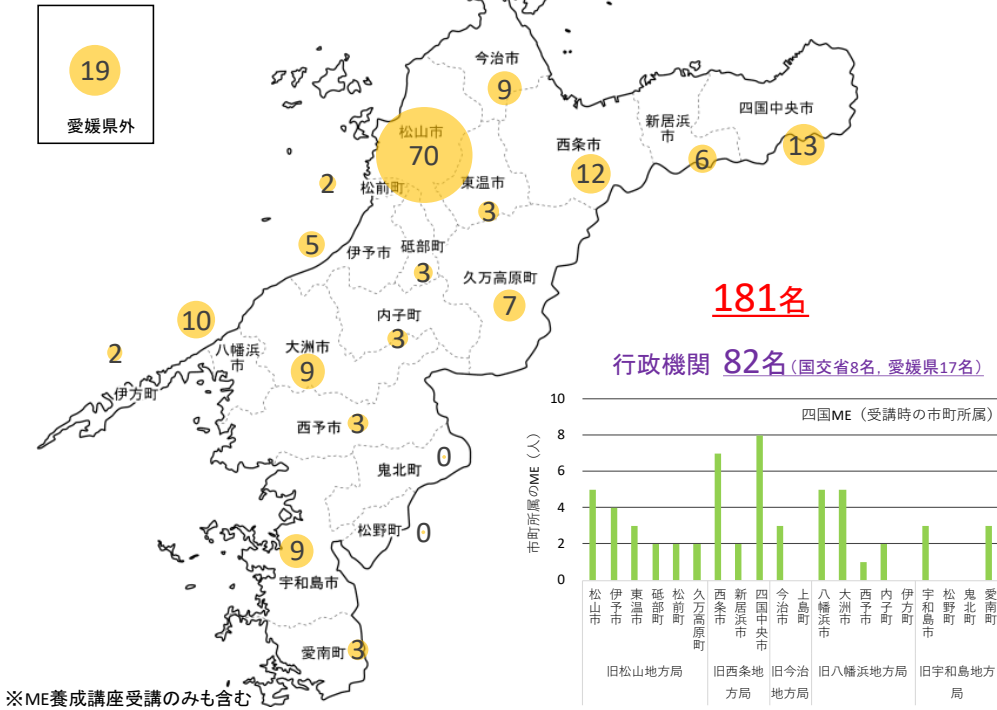 19
愛媛県外
今治市
9
四国中央市
13
新居浜
市
6
西条市
12
松山市
70
2
松前町
東温市
3
5
伊予市
砥部町
3
久万高原町
7
10
内子町
3
2
八幡浜
市
大洲市
9
伊方町
西予市
3
0
鬼北町
松野町
0
9
宇和島市
愛南町
3
※ME養成講座受講のみも含む
181名
行政機関 82名(国交省8名, 愛媛県17名)
四国ME(受講時の市町所属)
市町所属のME(人)
10
8
6
4
2
0
松山市
伊予市
東温市
砥部町
松前町
久万高原町
西条市
新居浜市
四国中央市
今治市
上島町
八幡浜市
大洲市
西予市
内子町
伊方町
宇和島市
松野町
鬼北町
愛南町
旧松山地方局
旧西条地
方局
旧今治
地方局
旧八幡浜地方局
旧宇和島地方
局